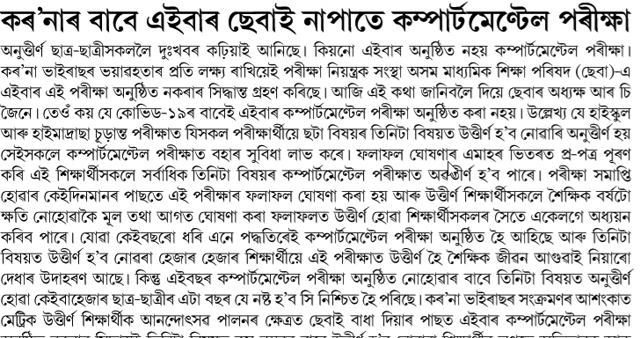 কৰ'নাৰ বাবে এইবাৰ ছেবাই নাপাতে কম্পাৰ্টমেণ্টেল পৰীক্ষা
অনুত্তীৰ্ণ ছাত্ৰ-ছাত্ৰীসকললৈ দুঃখবৰ কঢ়িয়াই আনিছে। কিয়নো এইবাৰ অনুষ্ঠিত নহয় কম্পাৰ্টমেণ্টেল পৰীক্ষা।
কৰ'না ভাইৰাছৰ ভয়াবহতাৰ প্ৰতি লক্ষ্য ৰাখিয়েই পৰীক্ষা নিয়ন্ত্ৰক সংস্থা অসম মাধ্যমিক শিক্ষা পৰিষদ (ছেবা)-এ
এইবাৰ এই পৰীক্ষা অনুষ্ঠিত নকৰাৰ সিদ্ধান্ত গ্ৰহণ কৰিছে। আজি এই কথা জানিবলৈ দিয়ে ছেবাৰ অধ্যক্ষ আৰ চি
জৈনে। তেওঁ কয় যে কোভিড-১৯ৰ বাবেই এইবাৰ কম্পাৰ্টমেণ্টেল পৰীক্ষা অনুষ্ঠিত কৰা নহয়। উল্লেখ্য যে হাইস্কুল
আৰু হাইমাদ্ৰাছা চূড়ান্ত পৰীক্ষাত যিসকল পৰীক্ষাৰ্থীয়ে ছটা বিষয়ৰ তিনিটা বিষয়ত উত্তীৰ্ণ হ'ব নোৱাৰি অনুত্তীৰ্ণ হয়
সেইসকলে কম্পাৰ্টমেণ্টেল পৰীক্ষাত বহাৰ সুবিধা লাভ কৰে। ফলাফল ঘোষণাৰ এমাহৰ ভিতৰত প্ৰ-পত্ৰ পূৰণ
কৰি এই শিক্ষাৰ্থীসকলে সৰ্বাধিক তিনিটা বিষয়ৰ কম্পাৰ্টমেণ্টেল পৰীক্ষাত অৱতীৰ্ণ হ'ব পাৰে। পৰীক্ষা সমাপ্তি
হোৱাৰ কেইদিনমানৰ পাছতে এই পৰীক্ষাৰ ফলাফল ঘোষণা কৰা হয় আৰু উত্তীৰ্ণ শিক্ষাৰ্থীসকলে শৈক্ষিক বৰ্ষটো
ক্ষতি নোহোৱাকৈ মূল তথা আগত ঘোষণা কৰা ফলাফলত উত্তীৰ্ণ হোৱা শিক্ষাৰ্থীসকলৰ সৈতে একেলগে অধ্যয়ন
কৰিব পাৰে। যোৱা কেইবছৰো ধৰি এনে পদ্ধতিৰেই কম্পাৰ্টমেণ্টেল পৰীক্ষা অনুষ্ঠিত হৈ আহিছে আৰু তিনিটা
বিষয়ত উত্তীৰ্ণ হ'ব নোৱৰা হেজাৰ হেজাৰ শিক্ষাৰ্থীয়ে এই পৰীক্ষাত উত্তীৰ্ণ হৈ শৈক্ষিক জীৱন আগুৱাই নিয়াৰো
দেধাৰ উদাহৰণ আছে। কিন্তু এইবছৰ কম্পাৰ্টমেণ্টেল পৰীক্ষা অনুষ্ঠিত নোহোৱাৰ বাবে তিনিটা বিষয়ত অনুত্তীৰ্ণ
হোৱা কেইবাহেজাৰ ছাত্ৰ-ছাত্ৰীৰ এটা বছৰ যে নষ্ট হ'ব সি নিশ্চিত হৈ পৰিছে। কৰ'না ভাইৰাছৰ সংক্ৰমণৰ আশংকাত
মেট্ৰিক উত্তীৰ্ণ শিক্ষাৰ্থীক আনন্দোৎসৱ পালনৰ ক্ষেত্ৰত ছেবাই বাধা দিয়াৰ পাছত এইবাৰ কম্পাৰ্টমেণ্টেল পৰীক্ষা